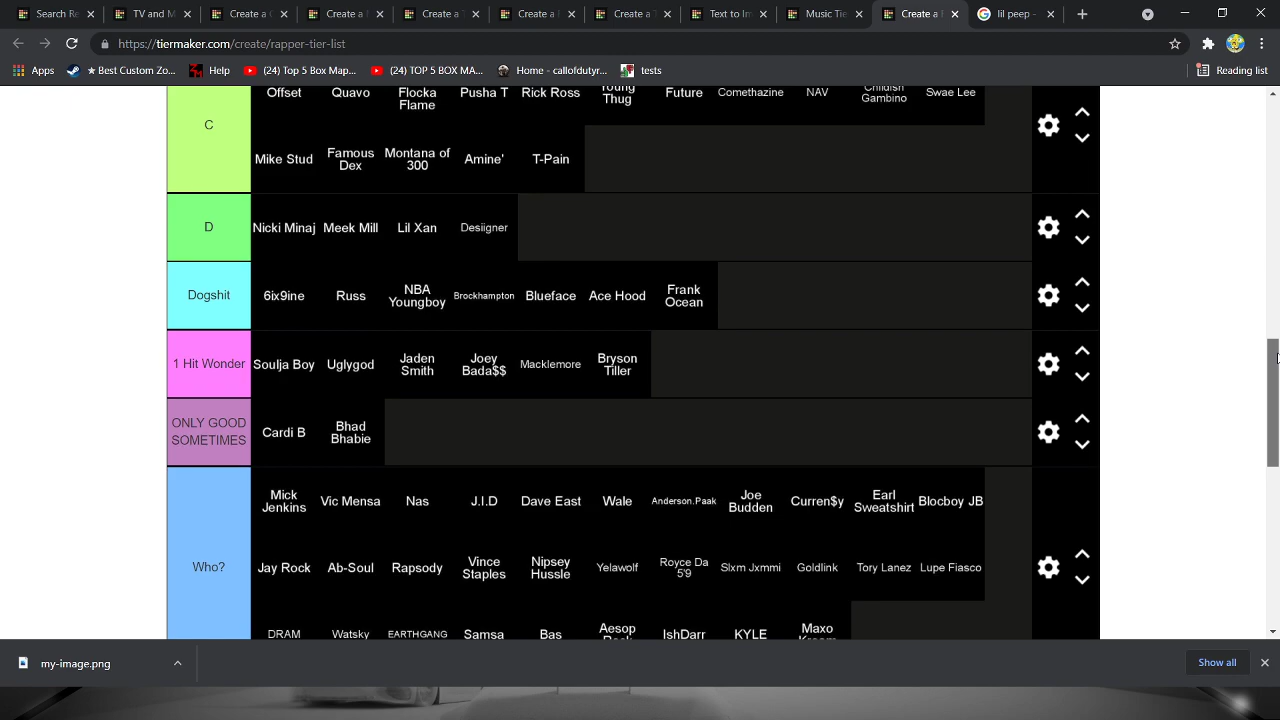 Search Re
TV and M
Create a C
Create a N
Create a T
Create a F
Create a T
Text to Im
Music Tie
Create a F
lil peep -
https://tiermaker.com/create/rapper-tier-list
Apps
★ Best Custom Zo...
Help
(24) Top 5 Box Map...
(24) TOP 5 BOX MA...
Home - callofdutyr...
tests
Reading list
C
Offset Quavo Flocka Flame Pusha T Rick Ross Young Thug Future Comethazine NAV Childish Gambino Swae Lee
Mike Stud Famous Dex Montana of 300 Amine' T-Pain
D
Nicki Minaj Meek Mill Lil Xan Desiigner
Dogshit
6ix9ine Russ NBA Youngboy Brockhampton Blueface Ace Hood Frank Ocean
1 Hit Wonder
Soulja Boy Uglygod Jaden Smith Joey Bada$$ Macklemore Bryson Tiller
ONLY GOOD
SOMETIMES
Cardi B Bhad Bhabie
Who?
Mick Jenkins Vic Mensa Nas J.I.D Dave East Wale Anderson.Paak Joe Budden Curren$y Earl Sweatshirt Blocboy JB
Jay Rock Ab-Soul Rapsody Vince Staples Nipsey Hussle Yelawolf Royce Da 5'9 Slxm Jxmmi Goldlink Tory Lanez Lupe Fiasco
DRAM Watsky EARTHGANG Samsa Bas Aesop Rock IshDarr KYLE Maxo Kream
my-image.png
Show all